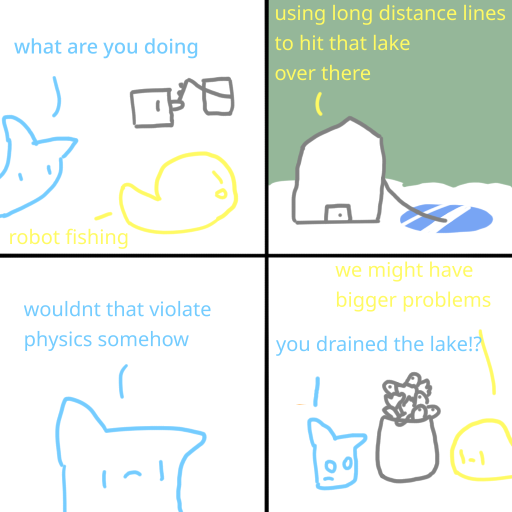 what are you doing
robot fishing
using long distance lines
to hit that lake
over there
wouldnt that violate
physics somehow
we might have
bigger problems
you drained the lake!?